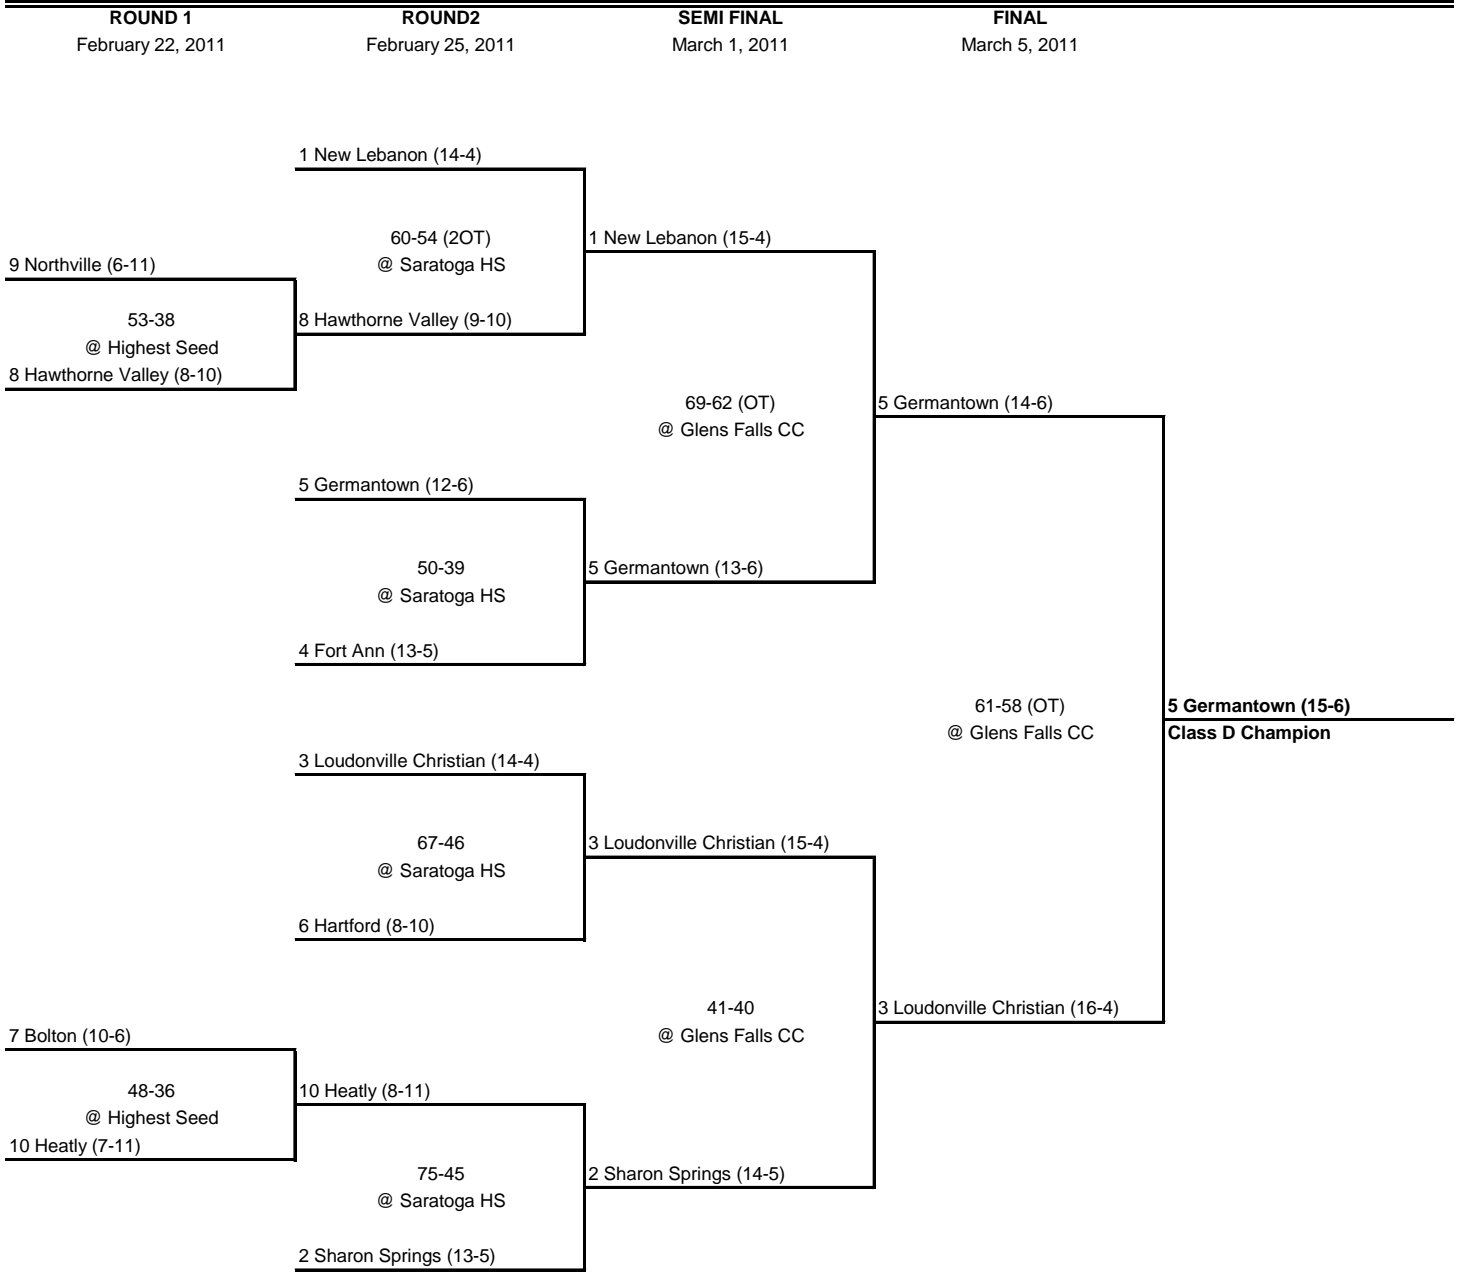 ROUND 1 ROUND2 SEMI FINAL FINAL
February 22, 2011 February 25, 2011 March 1, 2011 March 5, 2011
1 New Lebanon (14-4)
60-54 (2OT) 1 New Lebanon (15-4)
9 Northville (6-11) @ Saratoga HS
53-38 8 Hawthorne Valley (9-10)
@ Highest Seed
8 Hawthorne Valley (8-10)
69-62 (OT) 5 Germantown (14-6)
@ Glens Falls CC
5 Germantown (12-6)
50-39 5 Germantown (13-6)
@ Saratoga HS
4 Fort Ann (13-5)
61-58 (OT) 5 Germantown (15-6)
@ Glens Falls CC Class D Champion
3 Loudonville Christian (14-4)
67-46 3 Loudonville Christian (15-4)
@ Saratoga HS
6 Hartford (8-10)
41-40 3 Loudonville Christian (16-4)
7 Bolton (10-6) @ Glens Falls CC
48-36 10 Heatly (8-11)
@ Highest Seed
10 Heatly (7-11)
75-45 2 Sharon Springs (14-5)
@ Saratoga HS
2 Sharon Springs (13-5)